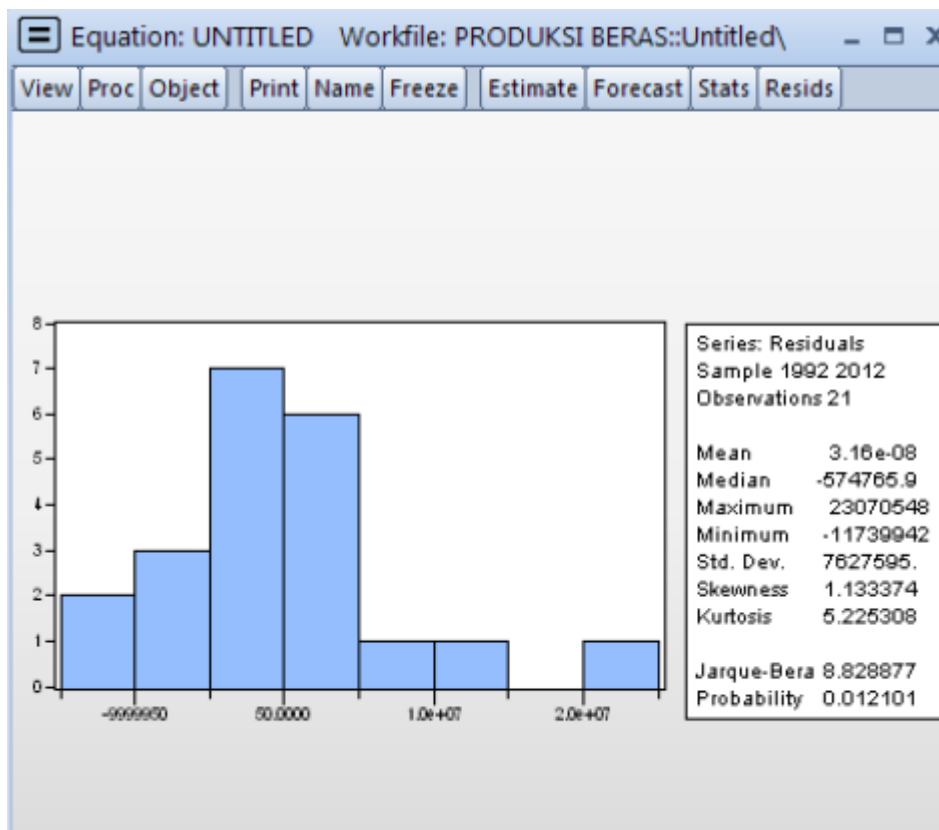 Equation: UNTITLED Workfile: PRODUKSI BERAS::Untitled\
View Proc Object Print Name Freeze Estimate Forecast Stats Resids
8
7
6
5
4
3
2
1
0
-9999950 50.0000 1.0e+07 2.0e+07
Series: Residuals
Sample 1992 2012
Observations 21
Mean 3.16e-08
Median -574765.9
Maximum 23070548
Minimum -11739942
Std. Dev. 7627595.
Skewness 1.133374
Kurtosis 5.225308
Jarque-Bera 8.828877
Probability 0.012101